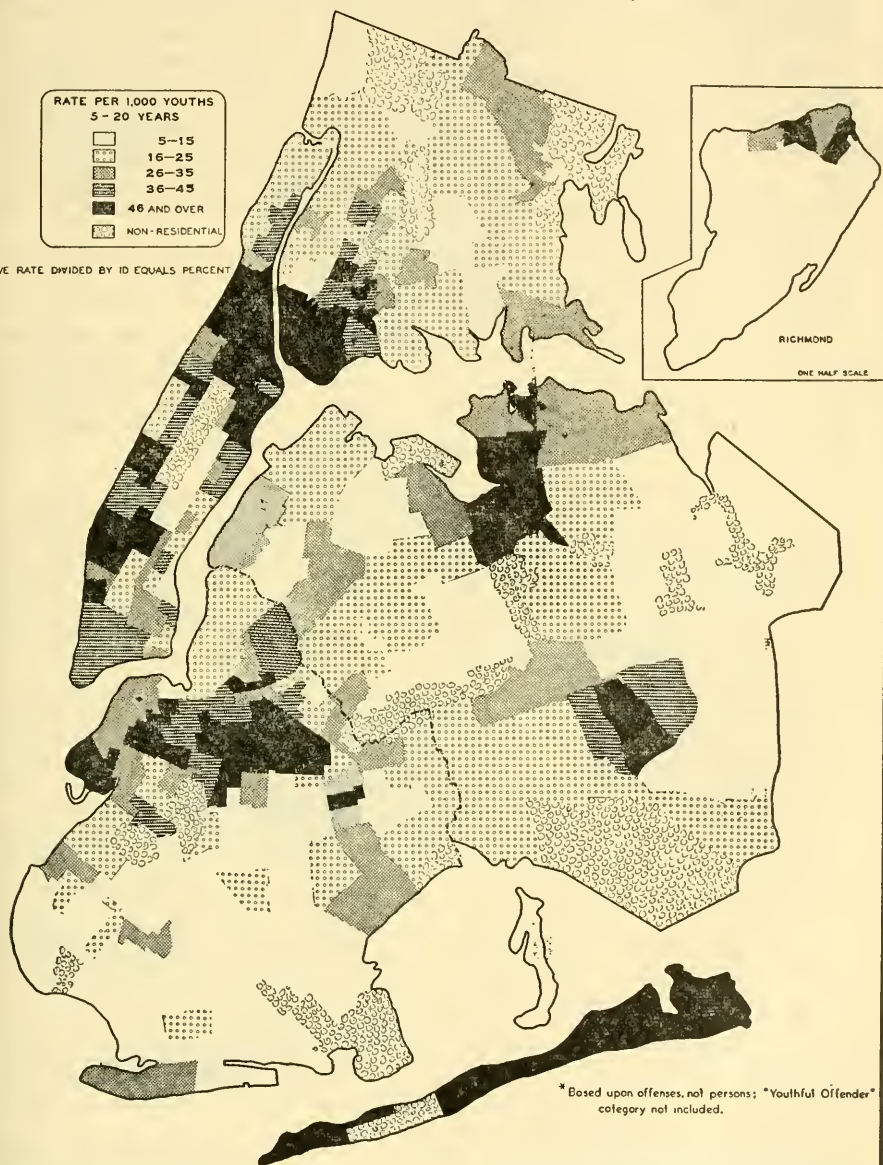 RATE PER 1,000 YOUTHS
5 - 20 YEARS
5-15
16-25
26-35
36-45
46 AND OVER
NON-RESIDENTIAL
RATE DIVIDED BY 10 EQUALS PERCENT
RICHMOND
ONE HALF SCALE
* Based upon offenses, not persons; "Youthful Offender"
category not included.